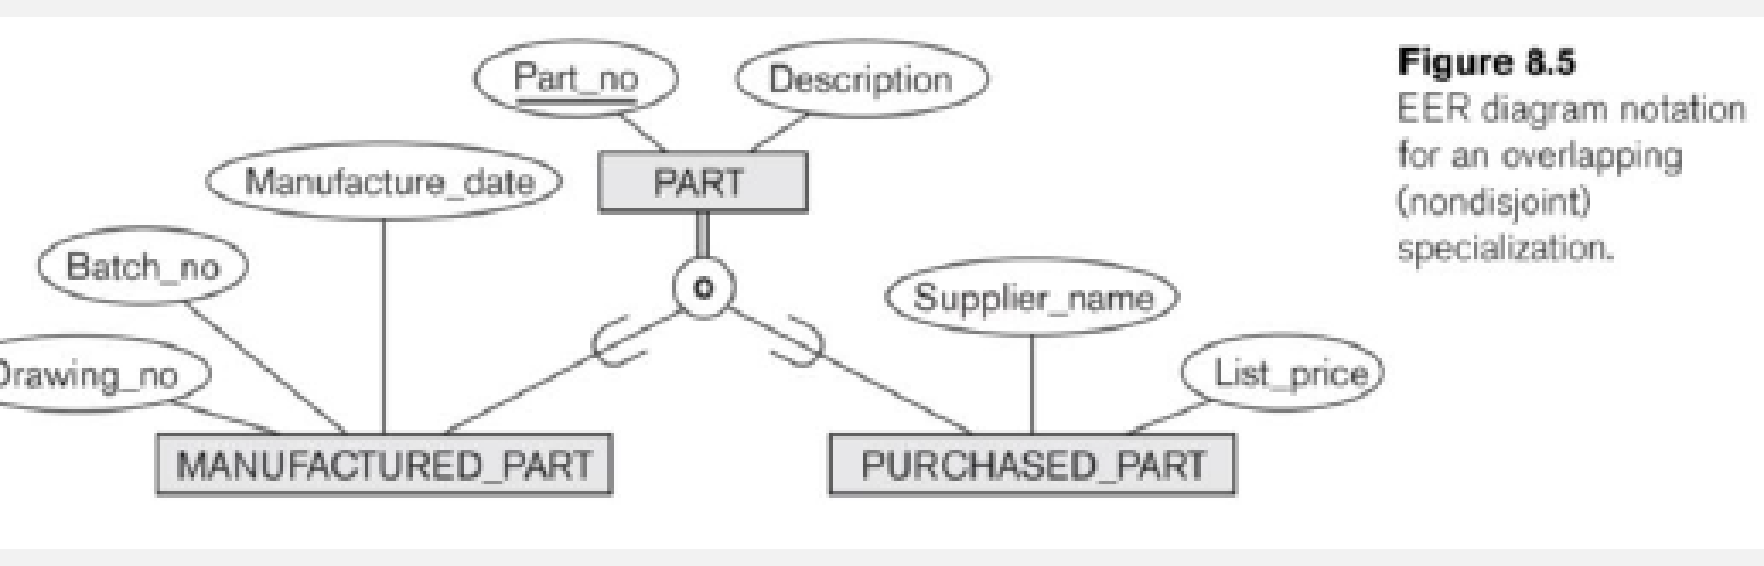 Part_no
Description
Figure 8.5
EER diagram notation
for an overlapping
(nondisjoint)
specialization.
Manufacture_date
PART
Batch_no
o
Supplier_name
Drawing_no
List_price
MANUFACTURED_PART
PURCHASED_PART